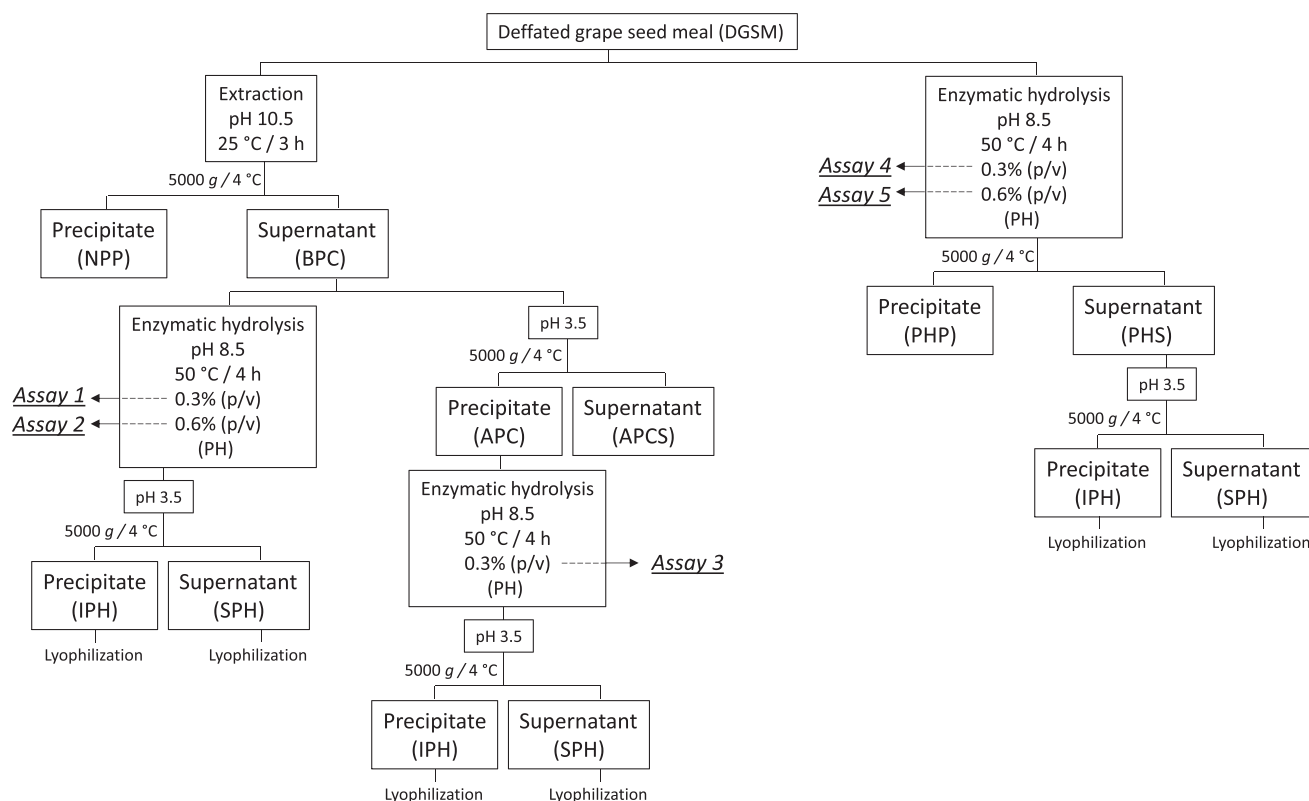 Deffated grape seed meal (DGSM)
Extraction
pH 10.5
25 °C / 3 h
5000 g / 4 °C
Precipitate
(NPP)
Supernatant
(BPC)
Enzymatic hydrolysis
pH 8.5
50 °C / 4 h
0.3% (p/v)
0.6% (p/v)
(PH)
Assay 1
Assay 2
pH 3.5
5000 g / 4 °C
Precipitate
(IPH)
Supernatant
(SPH)
Lyophilization
Lyophilization
pH 3.5
5000 g / 4 °C
Precipitate
(APC)
Supernatant
(APCS)
Enzymatic hydrolysis
pH 8.5
50 °C / 4 h
0.3% (p/v)
(PH)
Assay 3
pH 3.5
5000 g / 4 °C
Precipitate
(IPH)
Supernatant
(SPH)
Lyophilization
Lyophilization
Enzymatic hydrolysis
pH 8.5
50 °C / 4 h
0.3% (p/v)
0.6% (p/v)
(PH)
Assay 4
Assay 5
5000 g / 4 °C
Precipitate
(PHP)
Supernatant
(PHS)
pH 3.5
5000 g / 4 °C
Precipitate
(IPH)
Supernatant
(SPH)
Lyophilization
Lyophilization